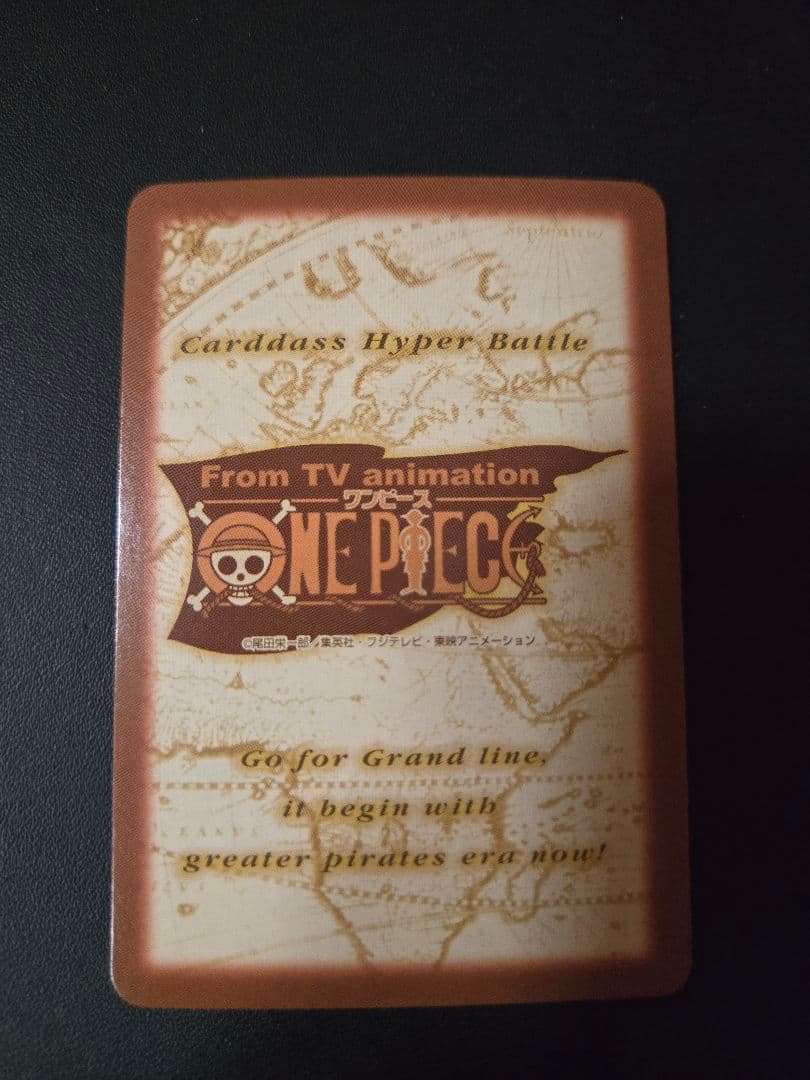 September
Carddass Hyper Battle
From TV animation
ワンピース
ONE PIECE
©尾田栄一郎／集英社・フジテレビ・東映アニメーション
Go for Grand line,
it begin with
greater pirates era now!